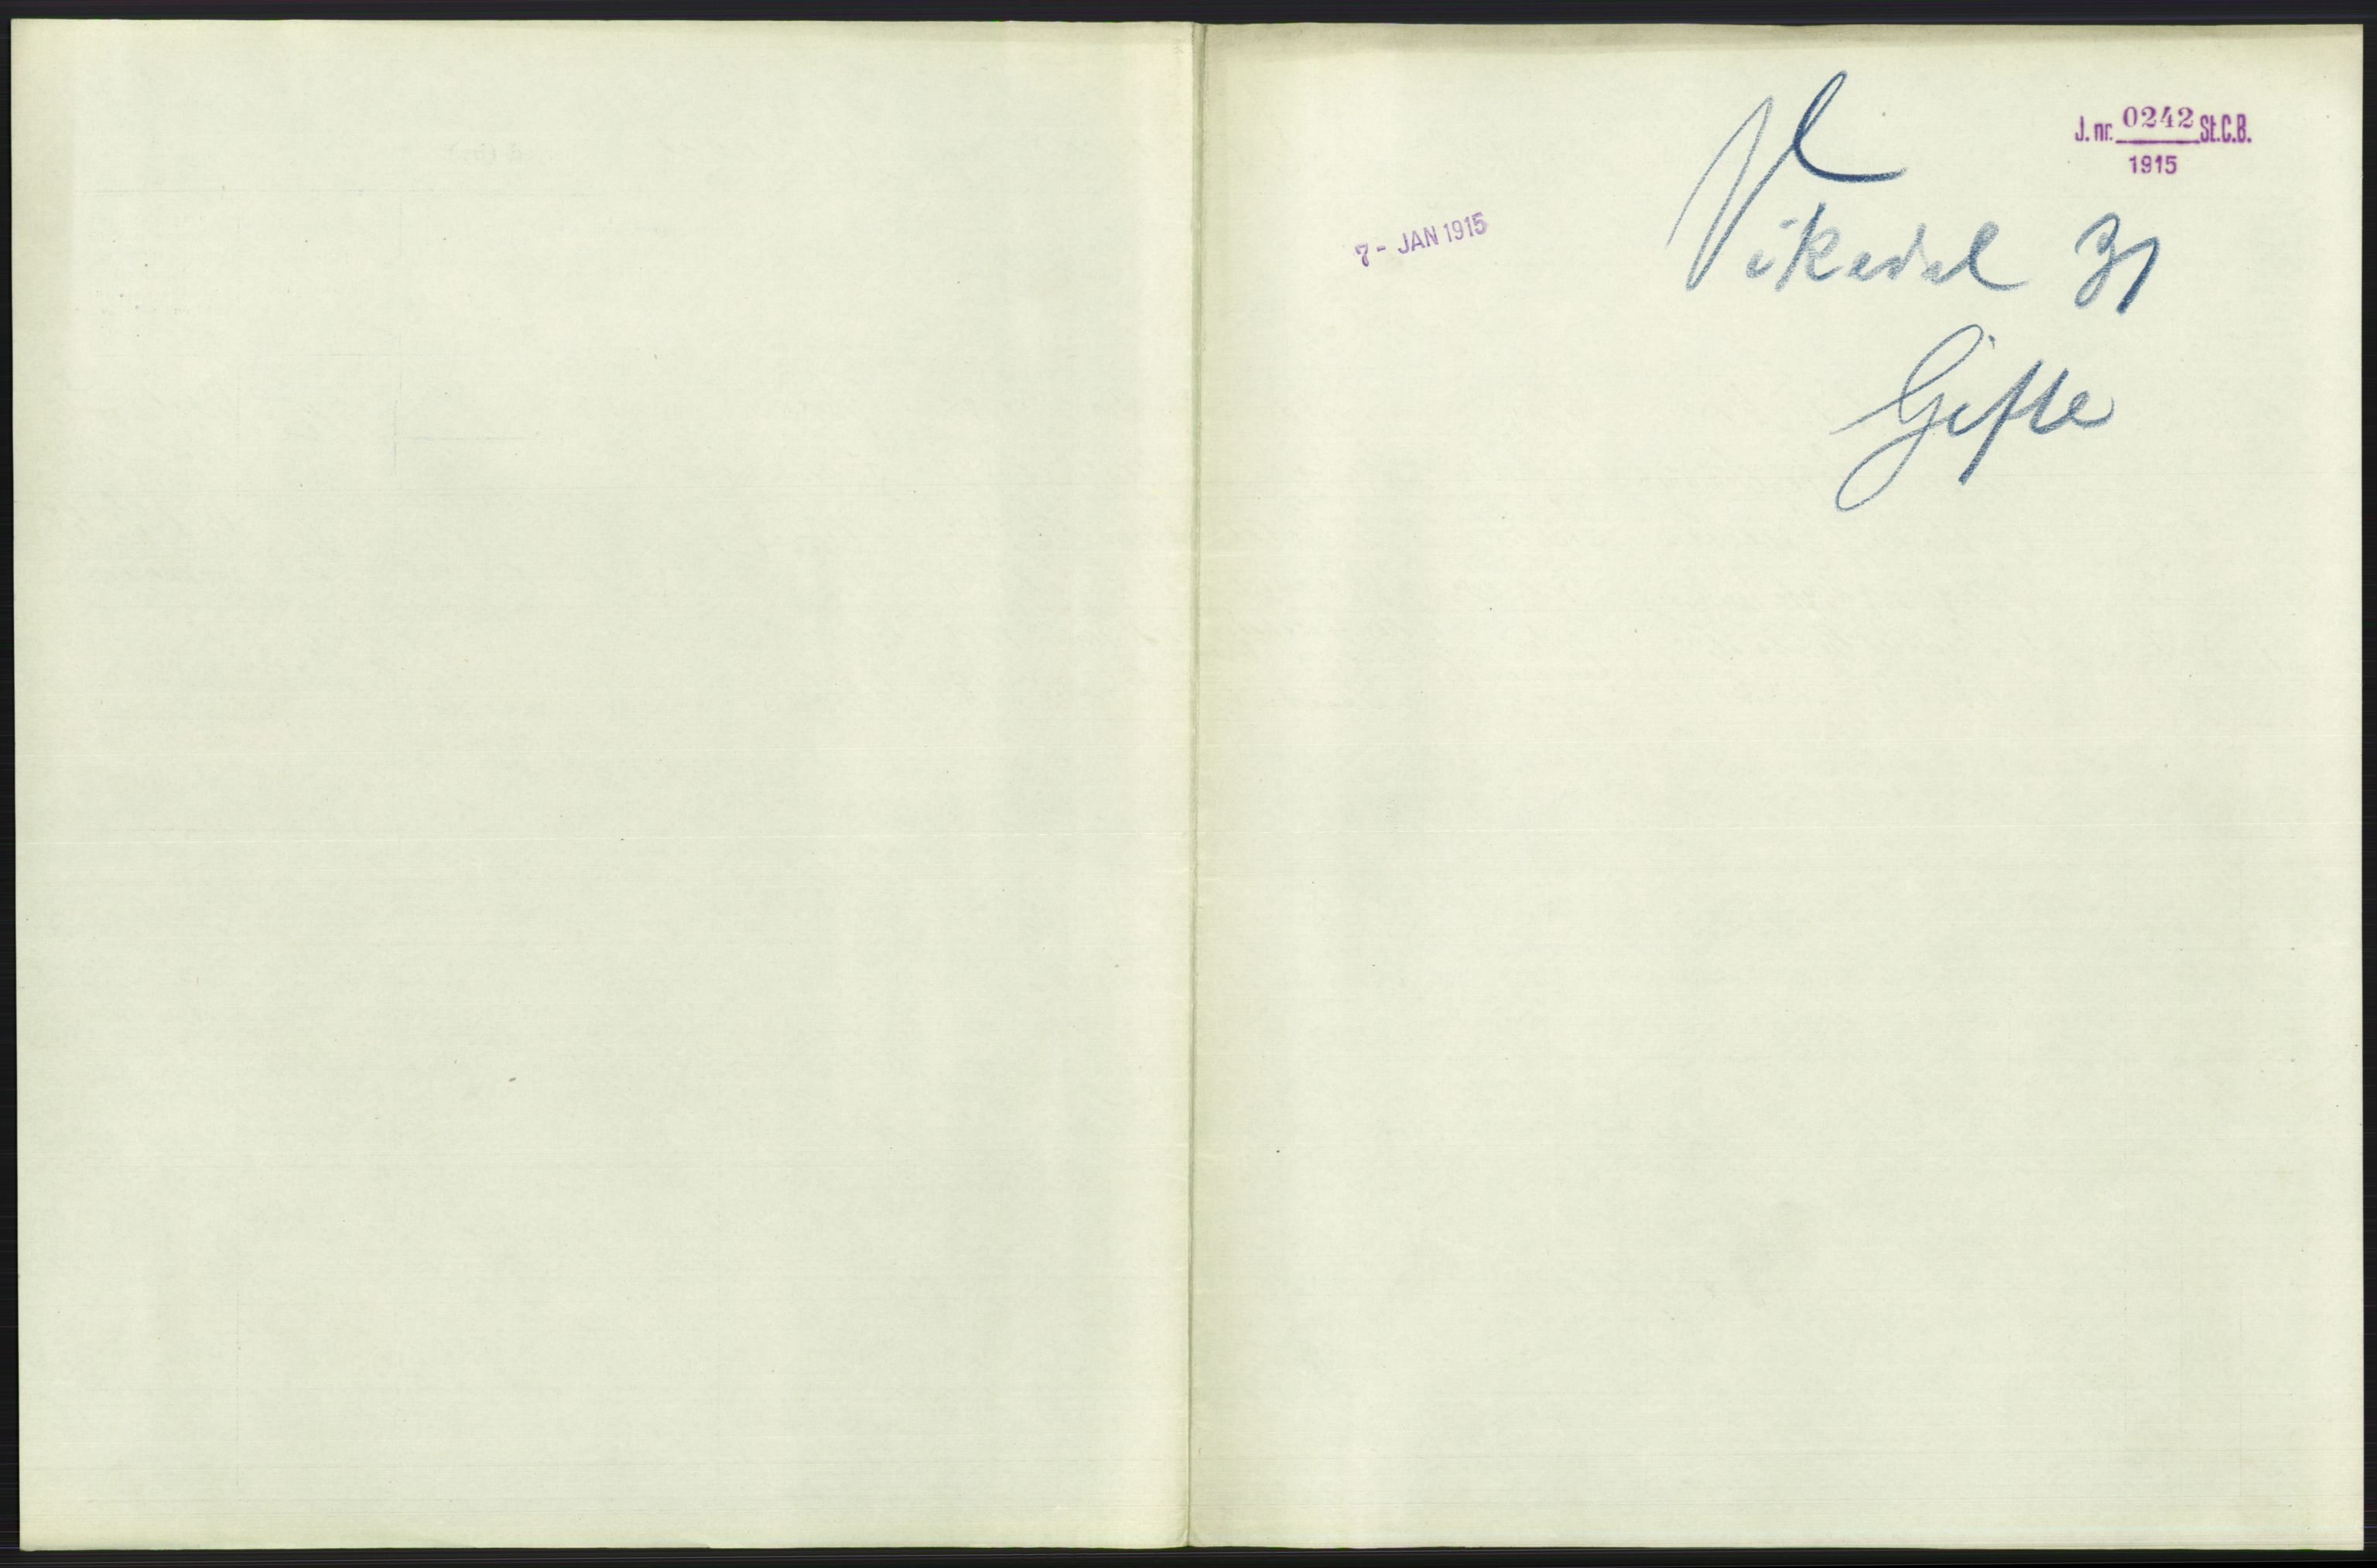 J. nr. 0242 St.C.B.
1915
7- JAN 1915
Vikedal 31
Gifte